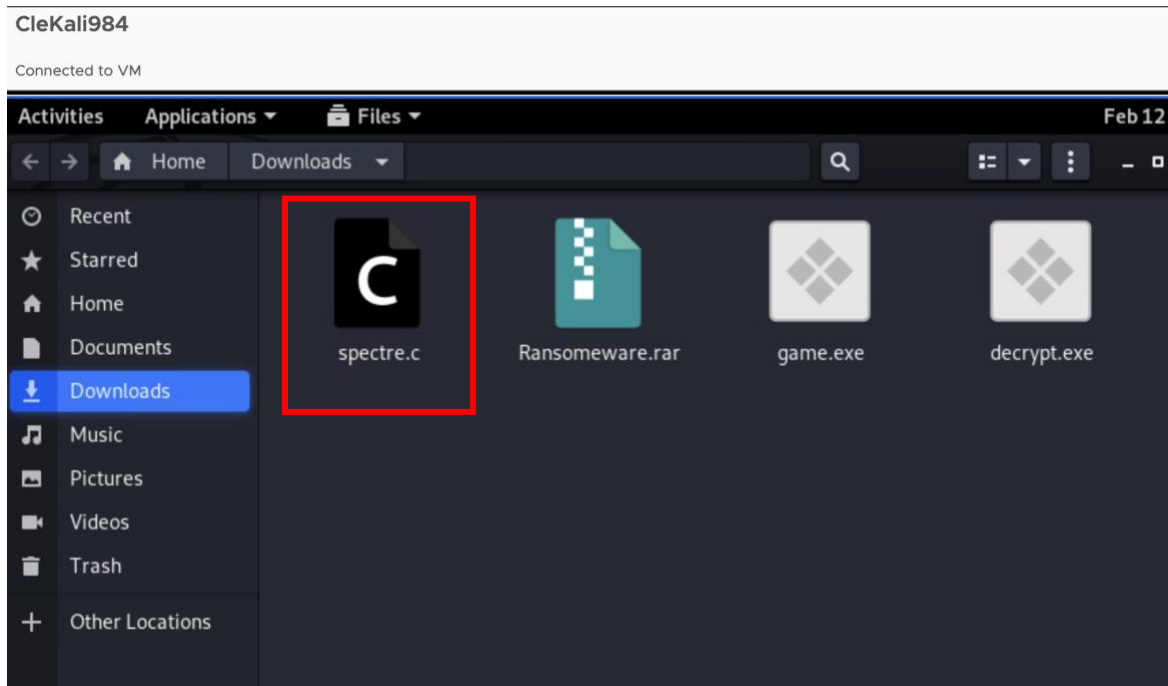 CleKali984
Connected to VM
Activities Applications Files Feb 12
Home Downloads
Recent
Starred
Home
Documents
Downloads
Music
Pictures
Videos
Trash
Other Locations
C
spectre.c Ransomeware.rar game.exe decrypt.exe